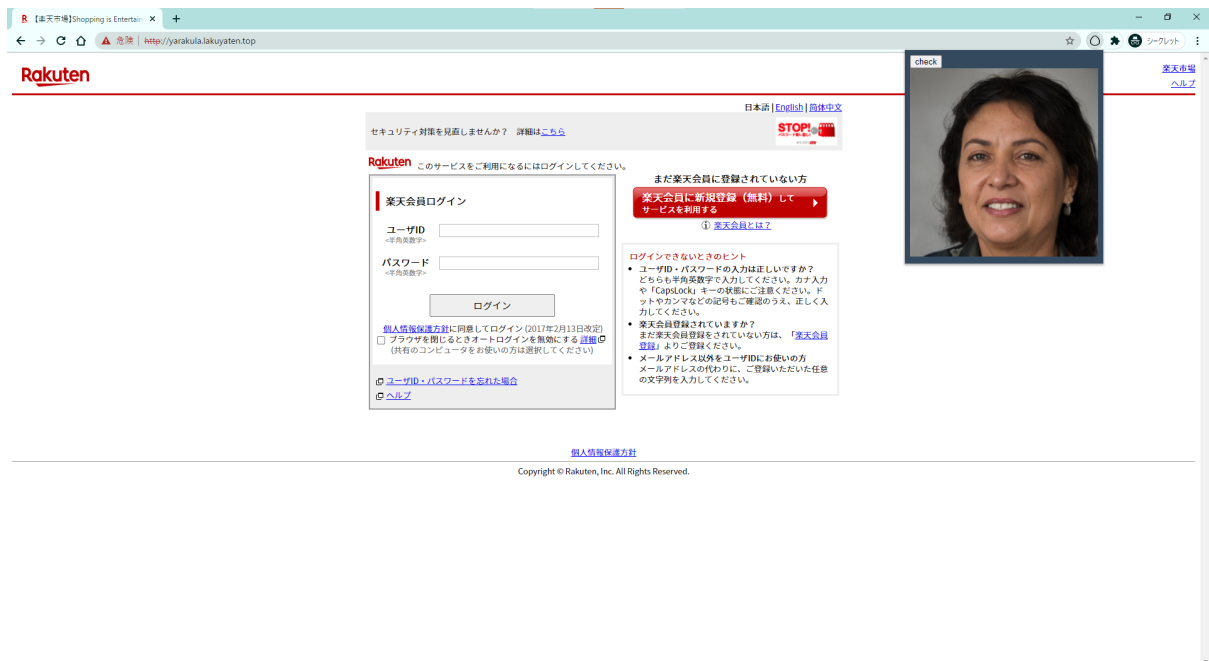 【楽天市場】Shopping is Entertain
危険 | http://yarakula.lakuyaten.top
シークレット
check
Rakuten
楽天市場
ヘルプ
日本語 | English | 简体中文
セキュリティ対策を見直しませんか？ 詳細はこちら
STOP!
Rakuten このサービスをご利用になるにはログインしてください。
楽天会員ログイン
ユーザID
<半角英数字>
パスワード
<半角英数字>
ログイン
個人情報保護方針に同意してログイン (2017年2月13日改定)
ブラウザを閉じるときオートログインを無効にする 詳細
(共有のコンピュータをお使いの方は選択してください)
ユーザID・パスワードを忘れた場合
ヘルプ
まだ楽天会員に登録されていない方
楽天会員に新規登録（無料）して
サービスを利用する
楽天会員とは？
ログインできないときのヒント
• ユーザID・パスワードの入力は正しいですか？
どちらも半角英数字で入力してください。カナ入力
や「CapsLock」キーの状態にご注意ください。ド
ットやカンマなどの記号もご確認のうえ、正しく入
力してください。
• 楽天会員登録されていますか？
まだ楽天会員登録をされていない方は、「楽天会員
登録」よりご登録ください。
• メールアドレス以外をユーザIDにお使いの方
メールアドレスの代わりに、ご登録いただいた任意
の文字列を入力してください。
個人情報保護方針
Copyright © Rakuten, Inc. All Rights Reserved.